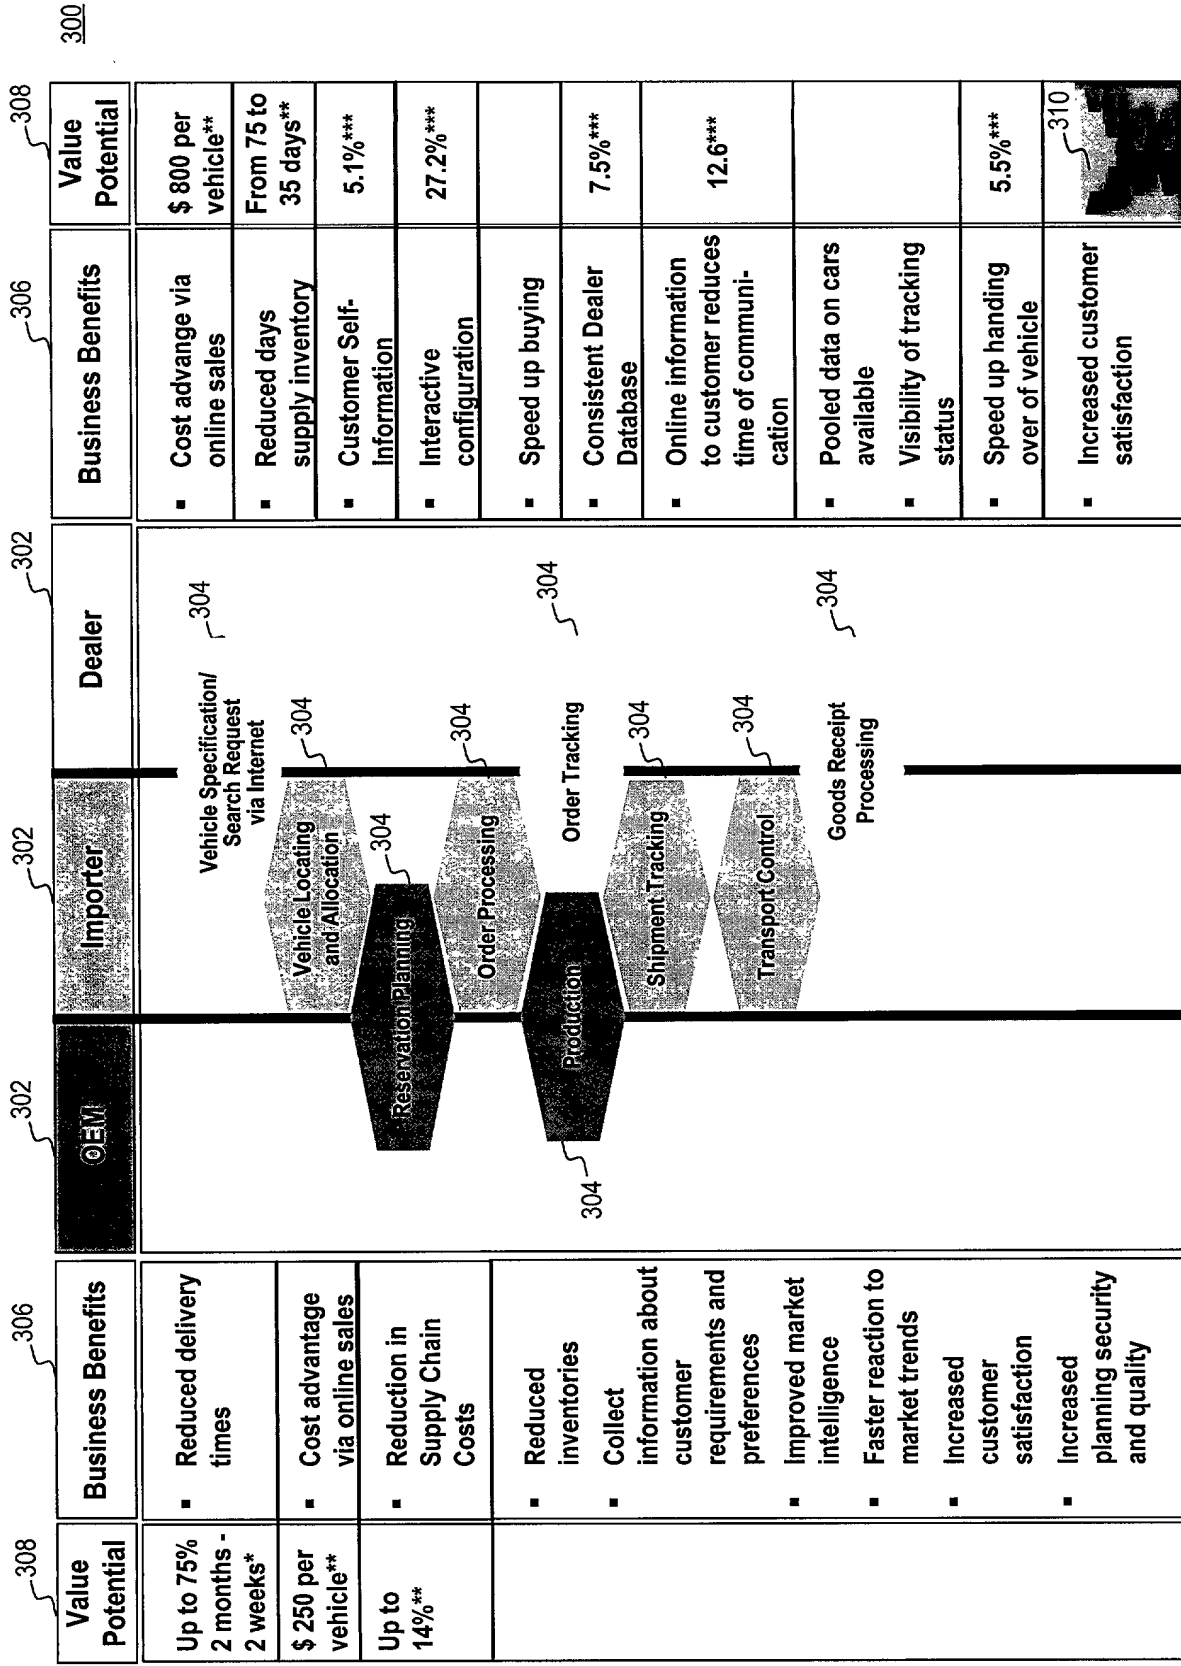 300
308
306
302
302
302
306
308
Value
Potential
Business Benefits
OEM
Importer
Dealer
Business Benefits
Value
Potential
Up to 75%
2 months -
2 weeks*
▪ Reduced delivery
times
$ 250 per
vehicle**
▪ Cost advantage
via online sales
Up to
14%**
▪ Reduction in
Supply Chain
Costs
▪ Reduced
inventories
▪ Collect
information about
customer
requirements and
preferences
▪ Improved market
intelligence
▪ Faster reaction to
market trends
▪ Increased
customer
satisfaction
▪ Increased
planning security
and quality
Vehicle Specification/
Search Request
via Internet
304
Vehicle Locating
and Allocation
304
Reservation Planning
304
Order Processing
304
Production
304
Order Tracking
304
Shipment Tracking
304
Transport Control
304
Goods Receipt
Processing
304
▪ Cost advange via
online sales
$ 800 per
vehicle**
▪ Reduced days
supply inventory
From 75 to
35 days**
▪ Customer Self-
Information
5.1%***
▪ Interactive
configuration
27.2%***
▪ Speed up buying
▪ Consistent Dealer
Database
7.5%***
▪ Online information
to customer reduces
time of communi-
cation
12.6***
▪ Pooled data on cars
available
▪ Visibility of tracking
status
▪ Speed up handing
over of vehicle
5.5%***
▪ Increased customer
satisfaction
310